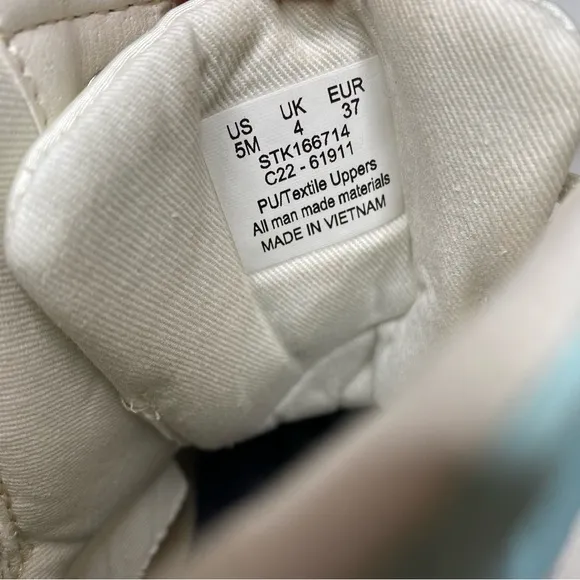 US UK EUR
5M 4 37
STK166714
C22 - 61911
PU/Textile Uppers
All man made materials
MADE IN VIETNAM